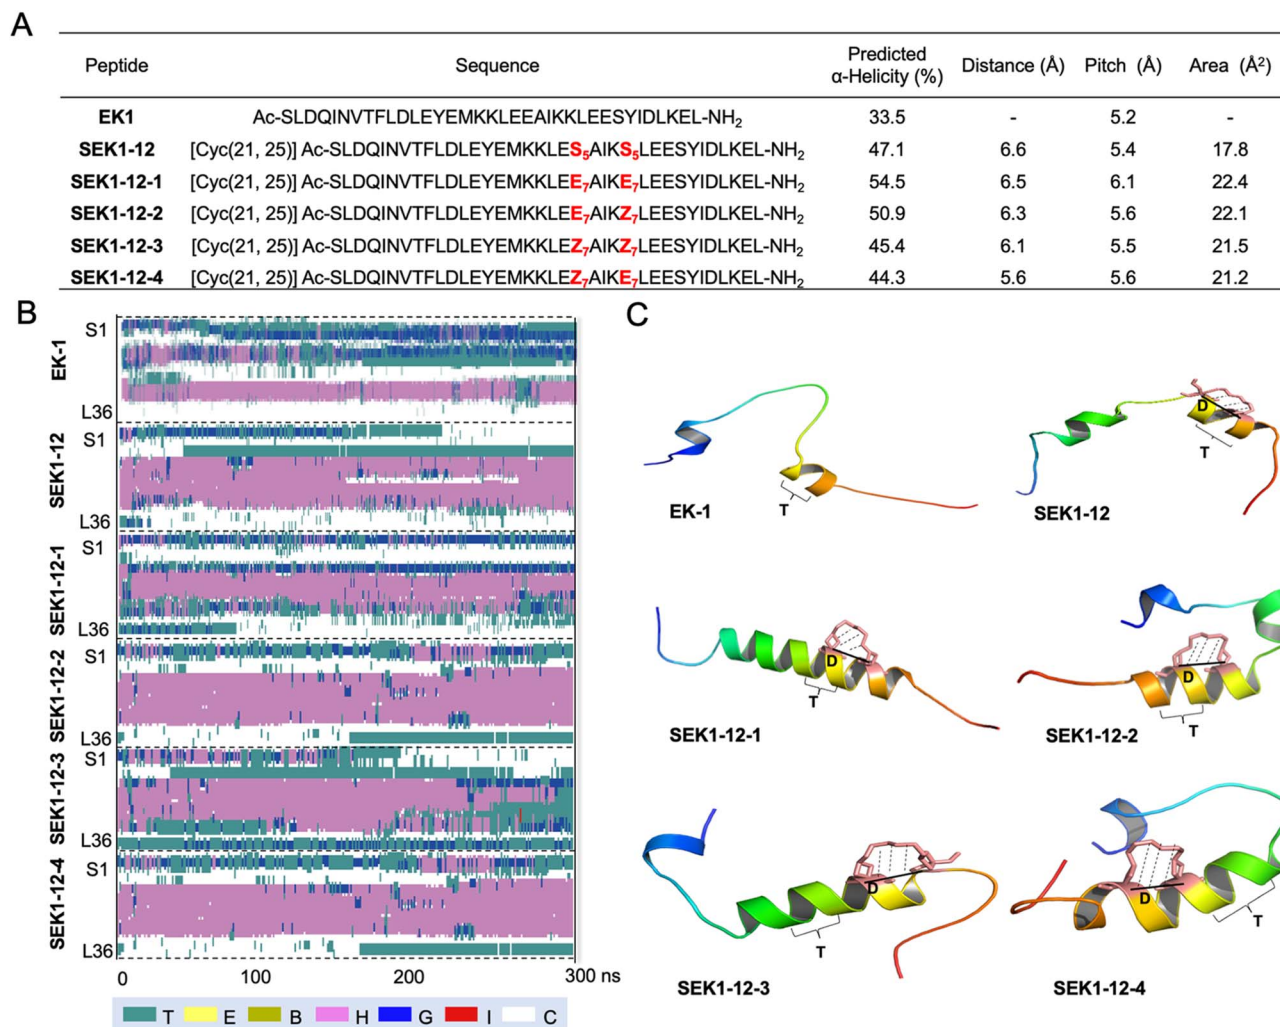 A
Peptide Sequence Predicted α-Helicity (%) Distance (Å) Pitch (Å) Area (Å²)
EK1 Ac-SLDQINVTFLDLEYEMKKLEEAIKKLEESYIDLKEL-NH₂ 33.5 - 5.2 -
SEK1-12 [Cyc(21, 25)] Ac-SLDQINVTFLDLEYEMKKLES₅AIKS₅LEESYIDLKEL-NH₂ 47.1 6.6 5.4 17.8
SEK1-12-1 [Cyc(21, 25)] Ac-SLDQINVTFLDLEYEMKKLEE₇AIKE₇LEESYIDLKEL-NH₂ 54.5 6.5 6.1 22.4
SEK1-12-2 [Cyc(21, 25)] Ac-SLDQINVTFLDLEYEMKKLEE₇AIKZ₇LEESYIDLKEL-NH₂ 50.9 6.3 5.6 22.1
SEK1-12-3 [Cyc(21, 25)] Ac-SLDQINVTFLDLEYEMKKLEZ₇AIKZ₇LEESYIDLKEL-NH₂ 45.4 6.1 5.5 21.5
SEK1-12-4 [Cyc(21, 25)] Ac-SLDQINVTFLDLEYEMKKLEZ₇AIKE₇LEESYIDLKEL-NH₂ 44.3 5.6 5.6 21.2
B
EK-1
S1
L36
SEK1-12
S1
L36
SEK1-12-1
S1
L36
SEK1-12-2
S1
L36
SEK1-12-3
S1
L36
SEK1-12-4
S1
L36
0 100 200 300 ns
T E B H G I C
C
T
EK-1
D
T
SEK1-12
D
T
SEK1-12-1
D
T
SEK1-12-2
D
T
SEK1-12-3
D
T
SEK1-12-4